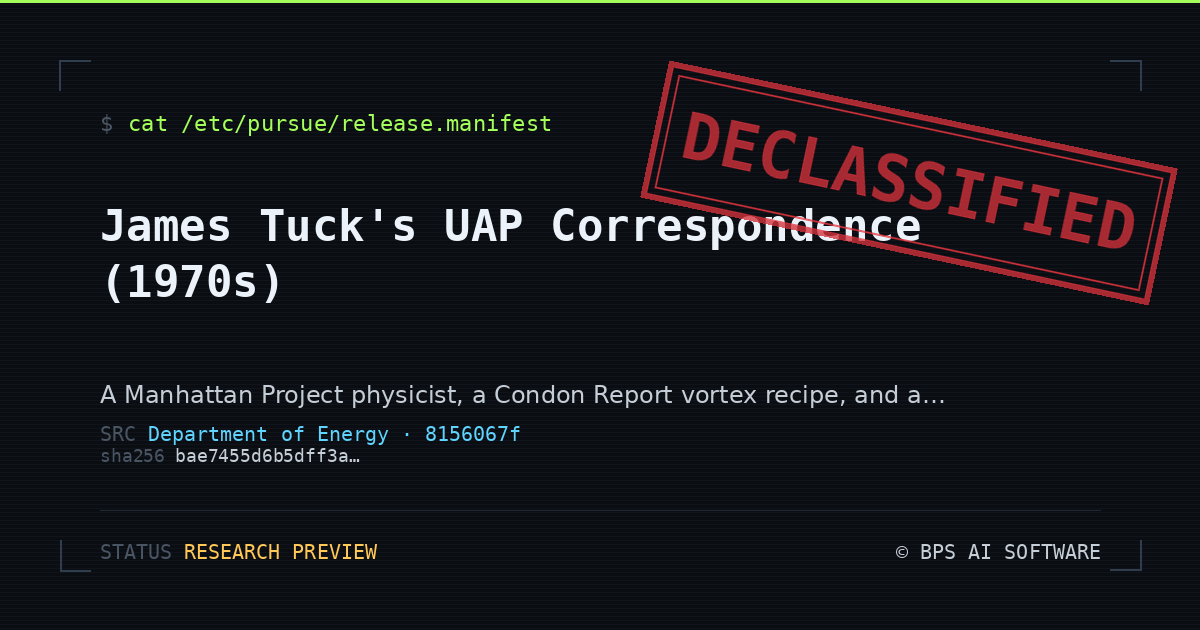 $ cat /etc/pursue/release.manifest
DECLASSIFIED
James Tuck's UAP Correspondence
(1970s)
A Manhattan Project physicist, a Condon Report vortex recipe, and a…
SRC Department of Energy · 8156067f
sha256 bae7455d6b5dff3a…
STATUS RESEARCH PREVIEW
© BPS AI SOFTWARE